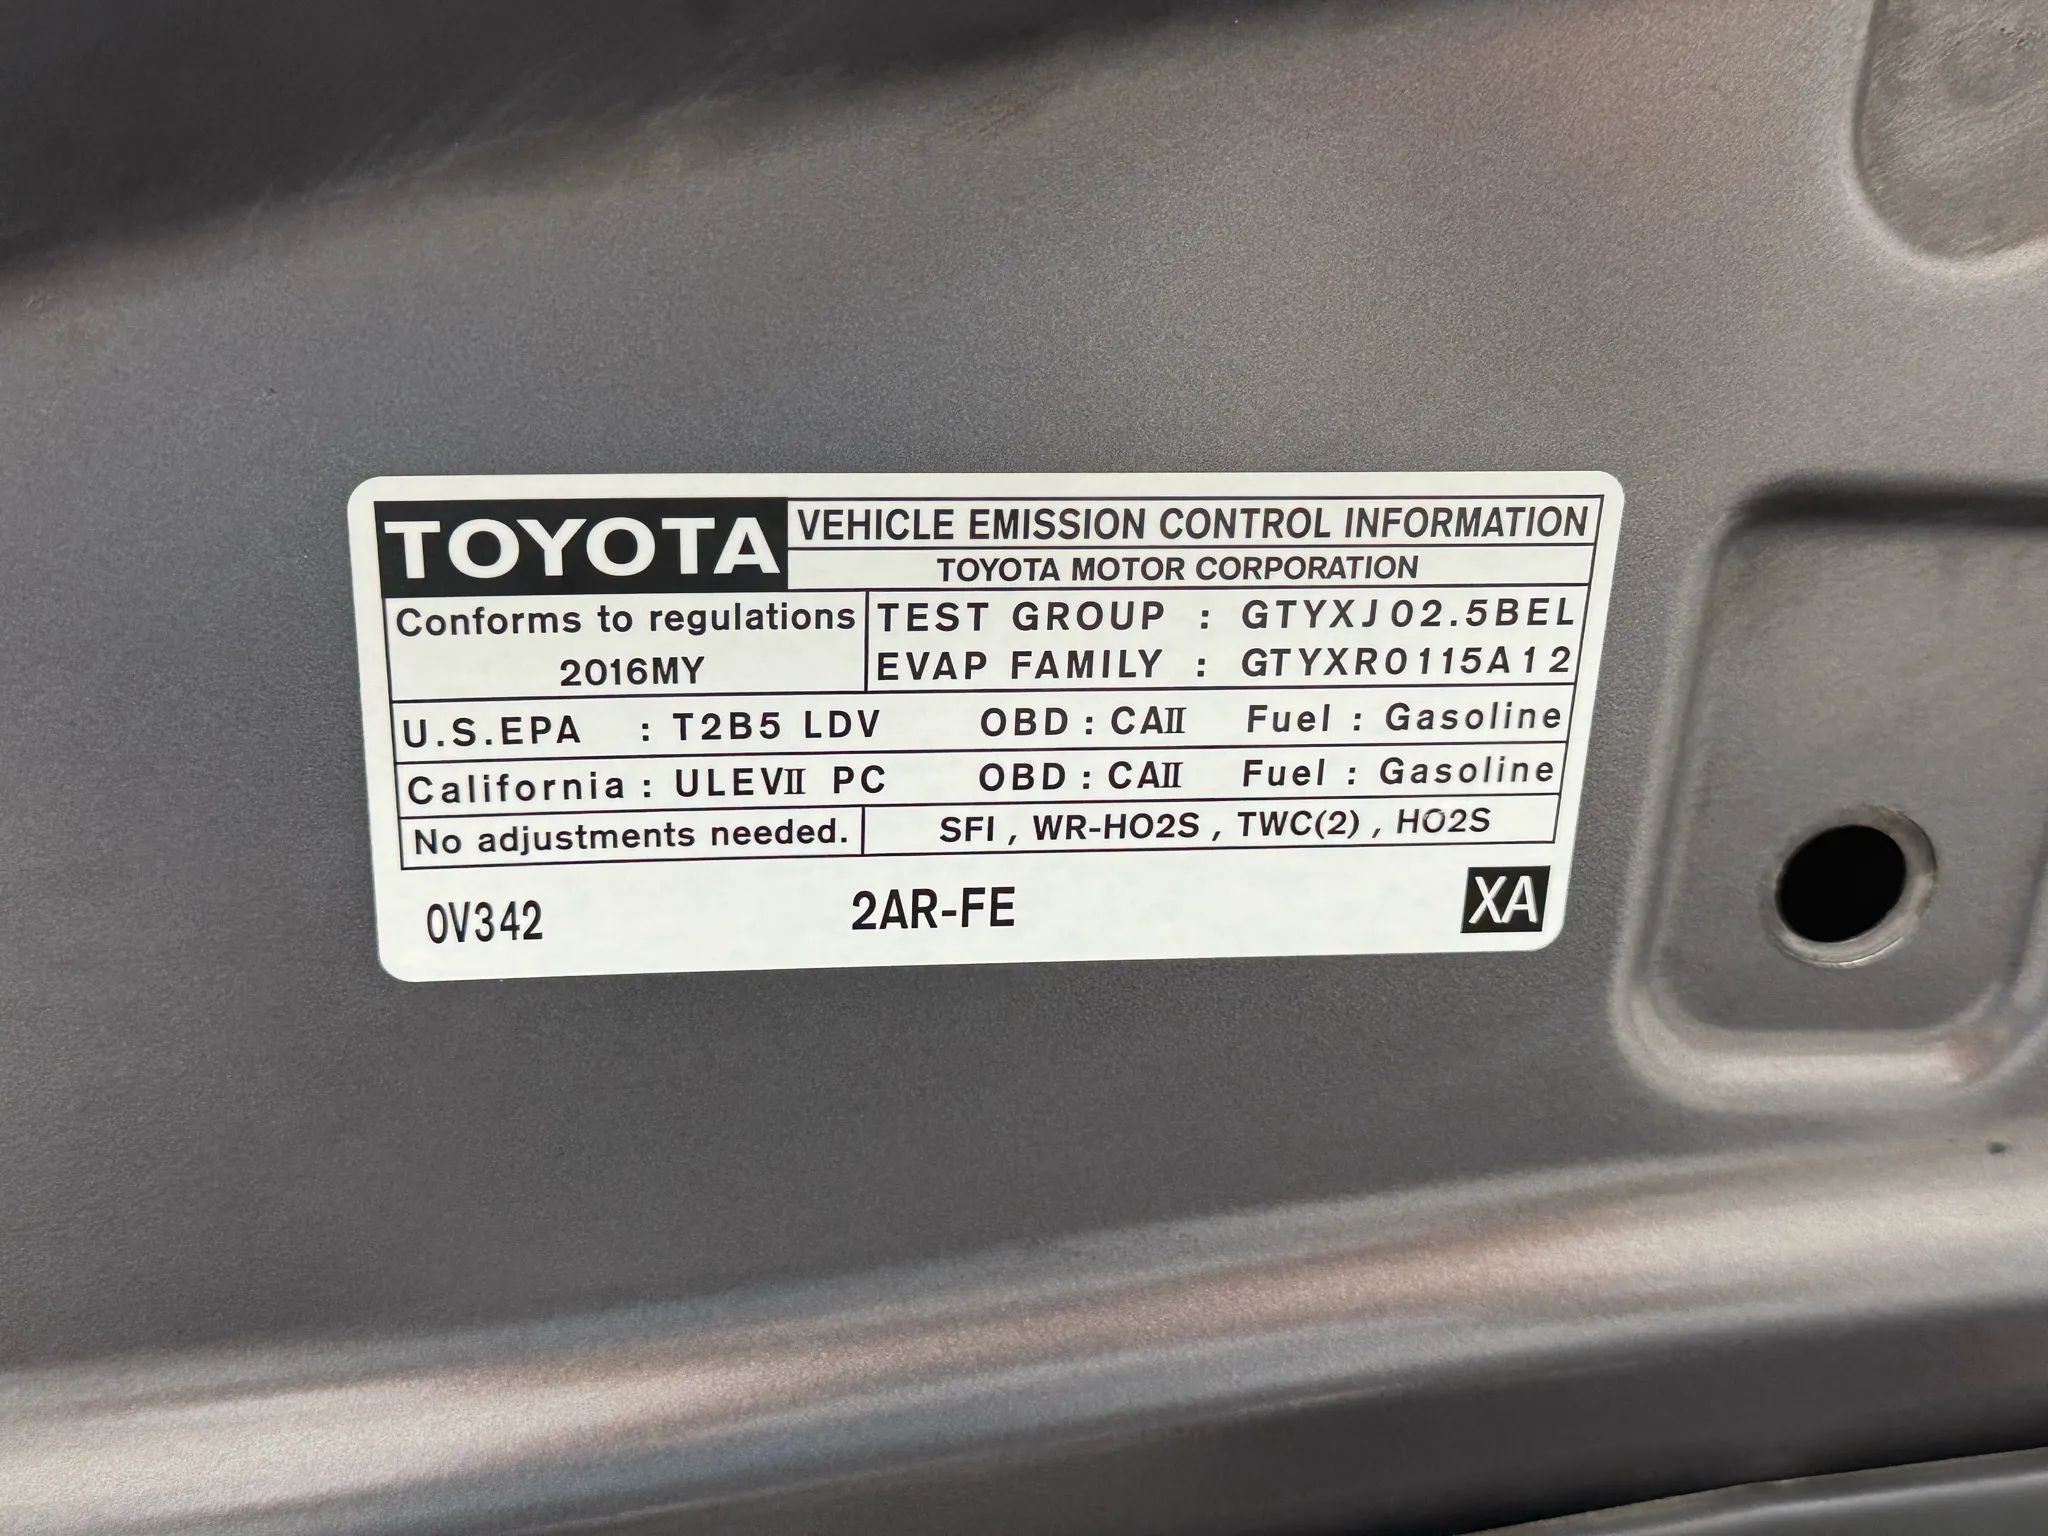 TOYOTA VEHICLE EMISSION CONTROL INFORMATION
TOYOTA MOTOR CORPORATION
Conforms to regulations
2016MY
TEST GROUP : GTYXJ02.5BEL
EVAP FAMILY : GTYXR0115A12
U.S.EPA : T2B5 LDV OBD : CAII Fuel : Gasoline
California : ULEVII PC OBD : CAII Fuel : Gasoline
No adjustments needed. SFI , WR-HO2S , TWC(2) , HO2S
0V342 2AR-FE XA